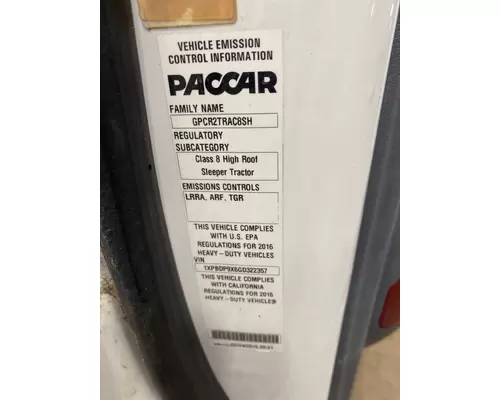 VEHICLE EMISSION
CONTROL INFORMATION
PACCAR
FAMILY NAME
GPCR2TRAC8SH
REGULATORY
SUBCATEGORY
Class 8 High Roof
Sleeper Tractor
EMISSIONS CONTROLS
LRRA, ARF, TGR
THIS VEHICLE COMPLIES
WITH U.S. EPA
REGULATIONS FOR 2016
HEAVY-DUTY VEHICLES
VIN
1XPBDP9X6GD322357
THIS VEHICLE COMPLIES
WITH CALIFORNIA
REGULATIONS FOR 2016
HEAVY-DUTY VEHICLES